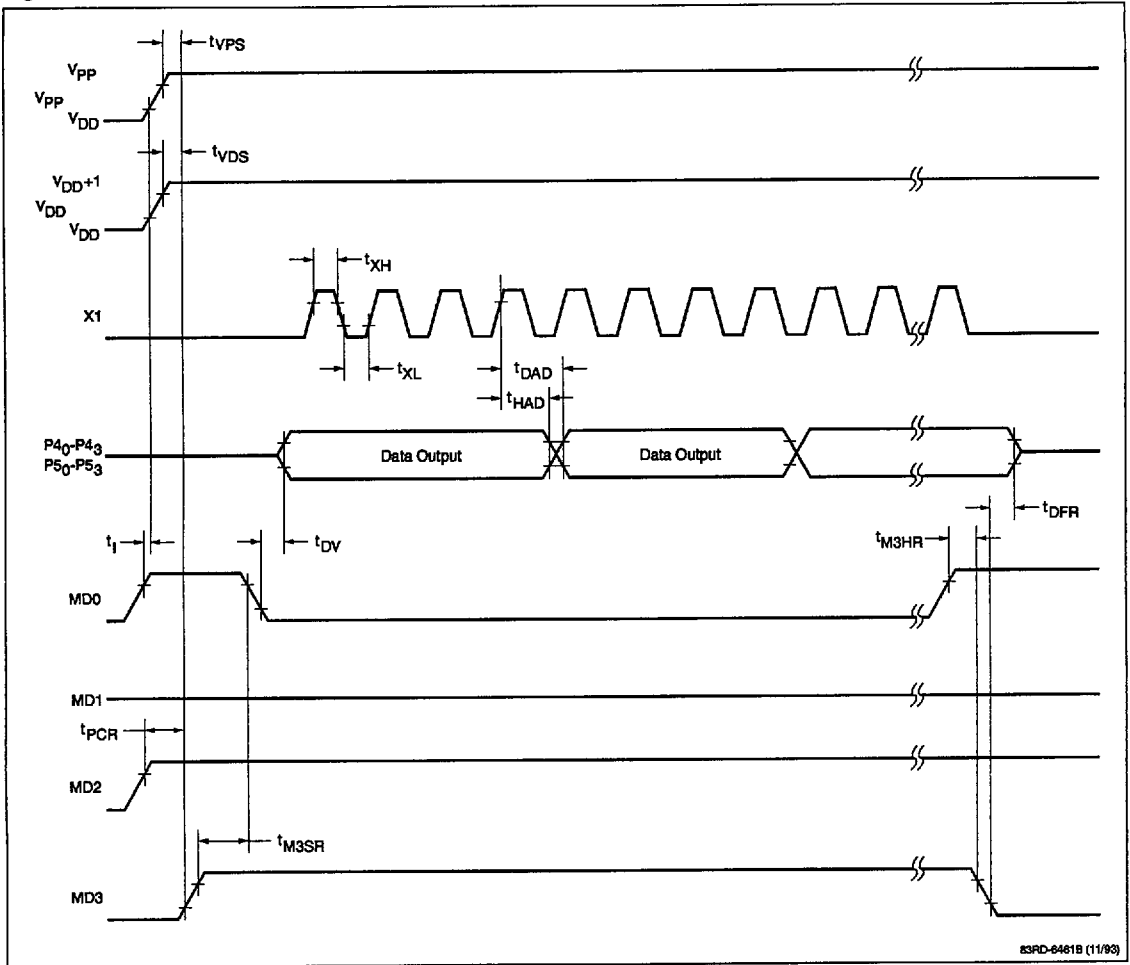 tVPS
VPP
VPP
VDD
tVDS
VDD+1
VDD
VDD
tXH
X1
tXL
tDAD
tHAD
P40-P43
P50-P53
Data Output
Data Output
tDFR
tI
tDV
tM3HR
MD0
MD1
tPCR
MD2
tM3SR
MD3
83RD-6461B (11/93)